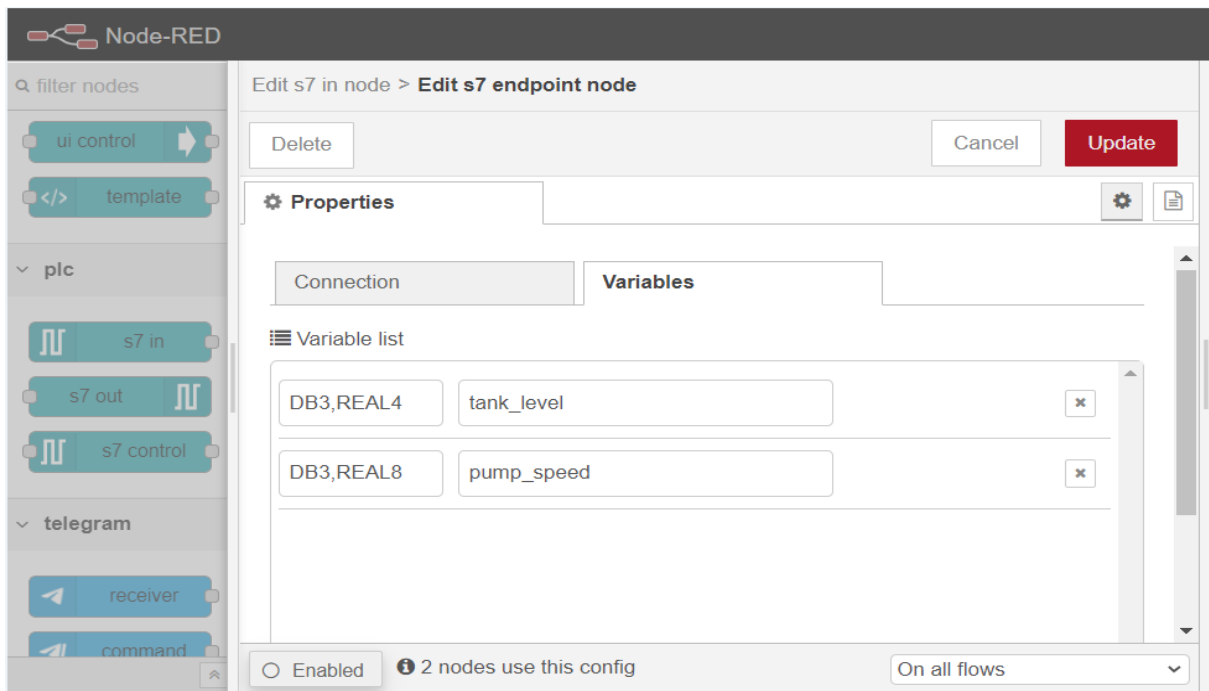 Node-RED
filter nodes
Edit s7 in node > Edit s7 endpoint node
ui control
Delete
Cancel
Update
</> template
Properties
plc
Connection
Variables
Variable list
s7 in
DB3,REAL4
tank_level
s7 out
s7 control
DB3,REAL8
pump_speed
telegram
receiver
command
Enabled
2 nodes use this config
On all flows